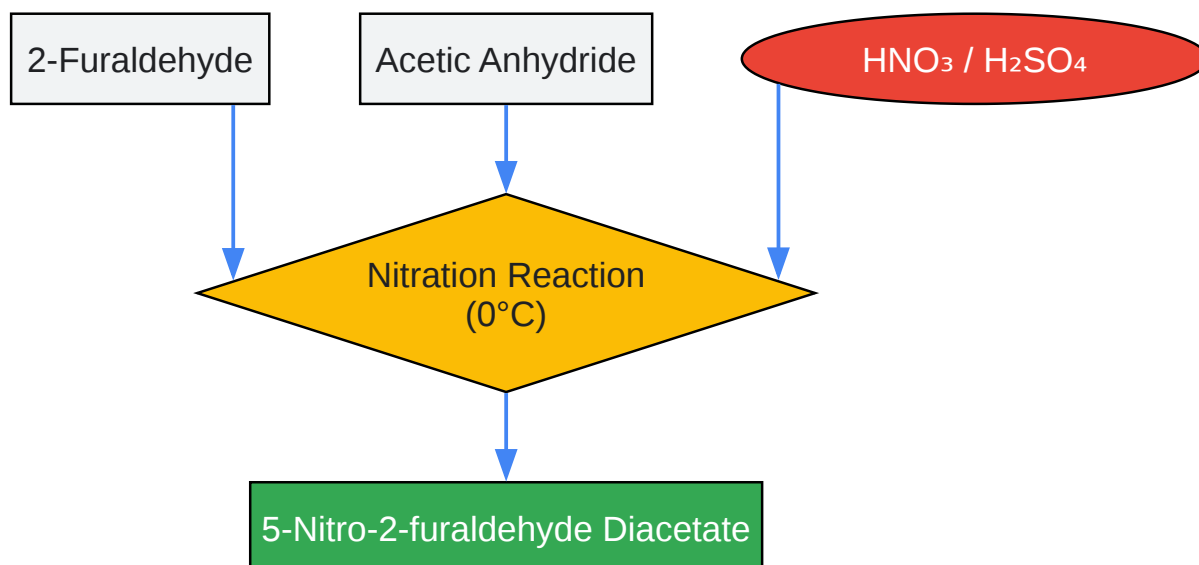 2-Furaldehyde
Acetic Anhydride
HNO₃ / H₂SO₄
Nitration Reaction
(0°C)
5-Nitro-2-furaldehyde Diacetate